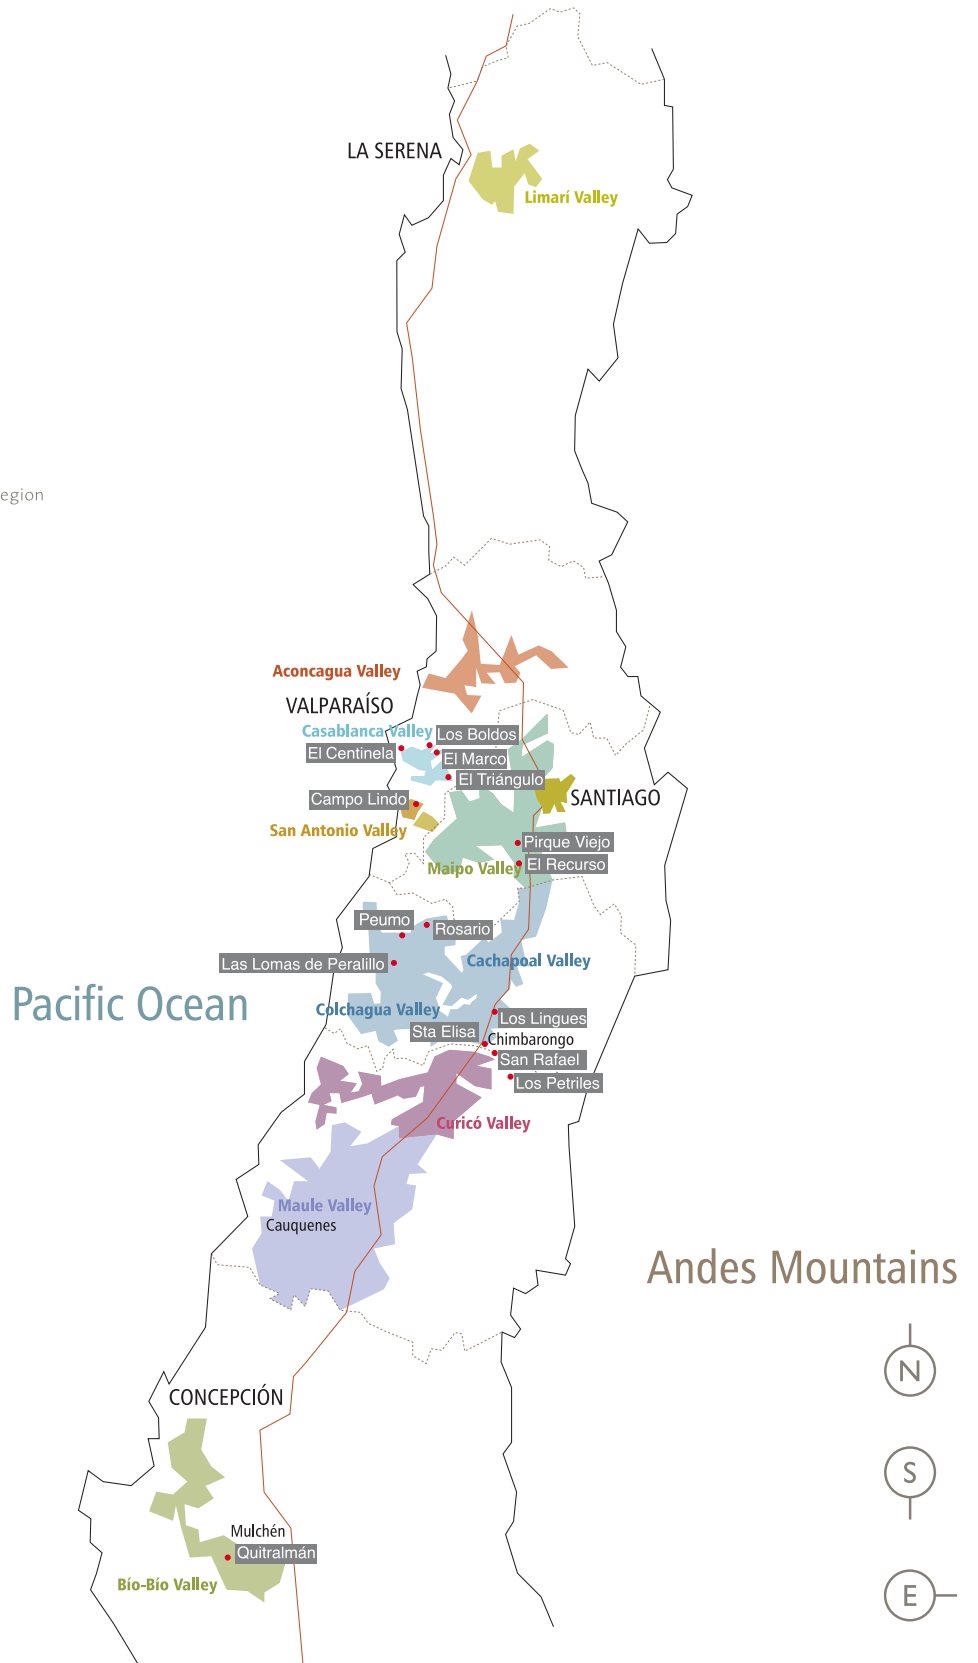 LA SERENA
Limarí Valley
egion
Aconcagua Valley
VALPARAÍSO
Casablanca Valley
Los Boldos
El Centinela
El Marco
El Triángulo
Campo Lindo
SANTIAGO
San Antonio Valley
Pirque Viejo
Maipo Valley
El Recurso
Peumo
Rosario
Las Lomas de Peralillo
Cachapoal Valley
Pacific Ocean
Colchagua Valley
Los Lingues
Sta Elisa
Chimbarongo
San Rafael
Los Petriles
Curicó Valley
Maule Valley
Cauquenes
Andes Mountains
N
CONCEPCIÓN
S
Mulchén
Quitralmán
Bío-Bío Valley
E